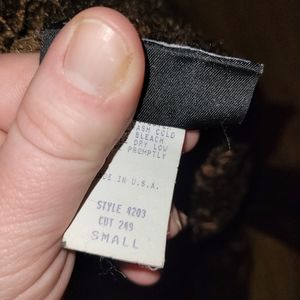 ASH COLD
BLEACH
DRY LOW
PROMPTLY
E IN U.S.A.
STYLE 4203
CUT 249
SMALL